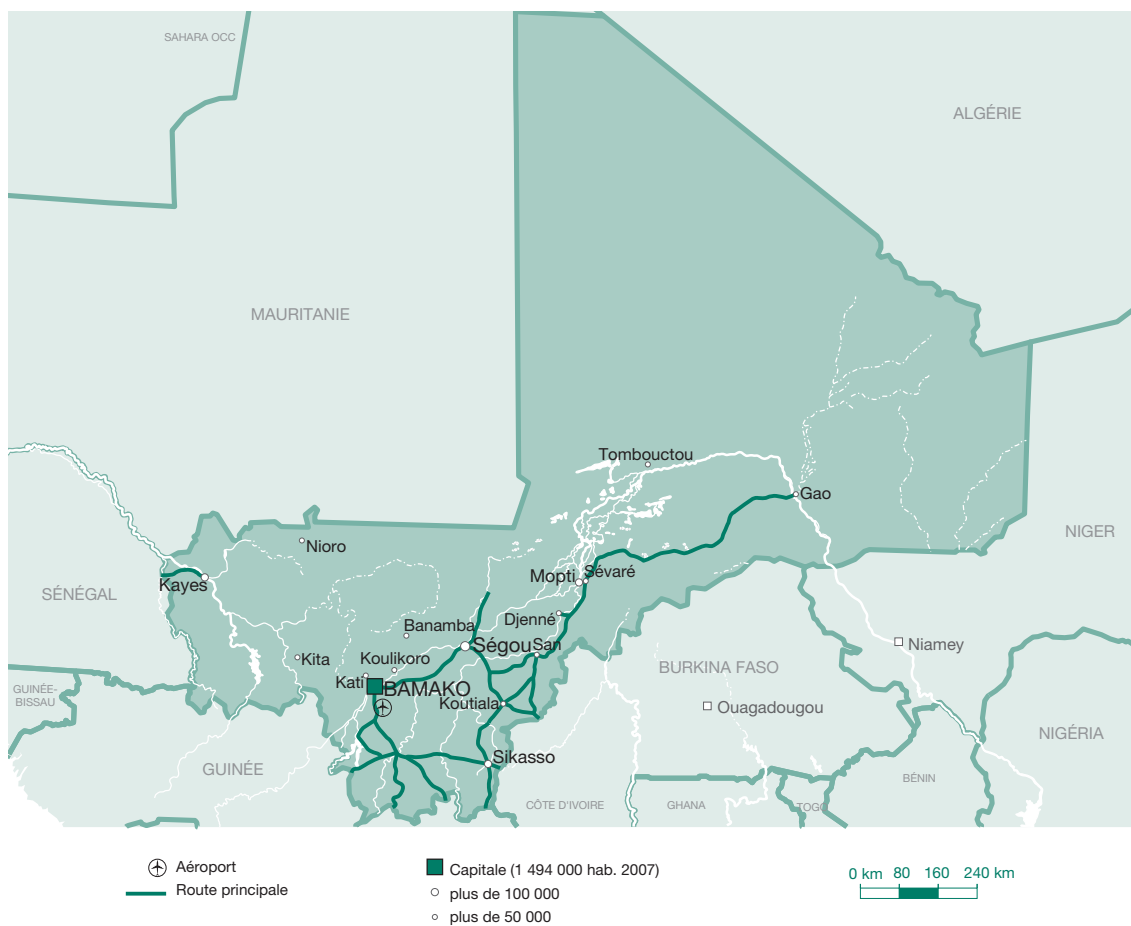 SAHARA OCC
ALGÉRIE
MAURITANIE
Tombouctou
Gao
Nioro
NIGER
Mopti
Sévaré
Kayes
SÉNÉGAL
Djenné
Banamba
Ségou
San
Niamey
Kita
Koulikoro
BURKINA FASO
Kati
BAMAKO
GUINÉE-
BISSAU
Koutiala
Ouagadougou
NIGÉRIA
Sikasso
GUINÉE
BÉNIN
CÔTE D'IVOIRE
GHANA
TOGO
Aéroport
Route principale
Capitale (1 494 000 hab. 2007)
plus de 100 000
plus de 50 000
0 km 80 160 240 km